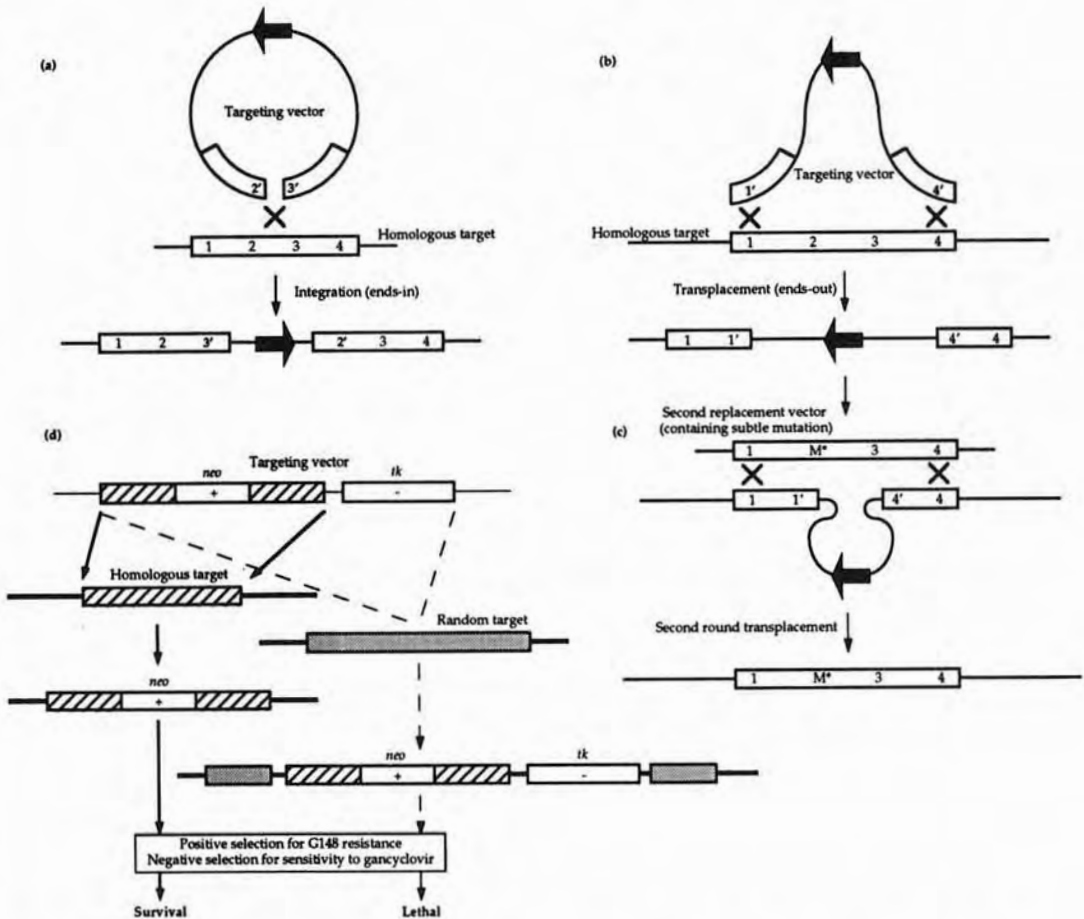 (a)
Targeting vector
2' 3'
Homologous target
1 2 3 4
Integration (ends-in)
1 2 3' 2' 3 4
(b)
1' Targeting vector 4'
Homologous target
1 2 3 4
Transplacement (ends-out)
1 1' 4' 4
Second replacement vector
(containing subtle mutation)
(c)
1 M* 3 4
1 1' 4' 4
Second round transplacement
1 M* 3 4
(d)
Targeting vector
neo tk
+ -
Homologous target
Random target
neo
+
neo tk
+ -
Positive selection for G148 resistance
Negative selection for sensitivity to gancyclovir
Survival Lethal